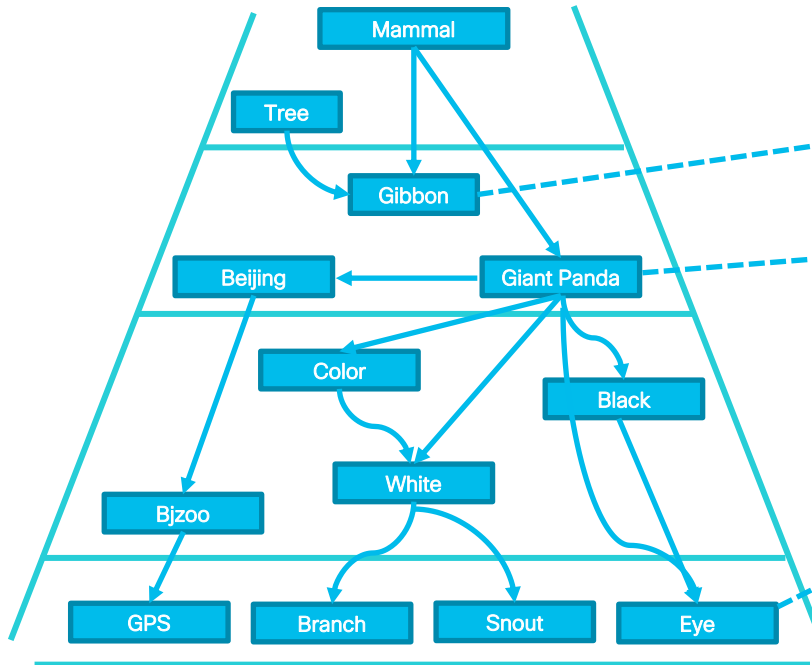 Mammal
Tree
Gibbon
Beijing
Giant Panda
Color
Black
White
Bjzoo
GPS
Branch
Snout
Eye